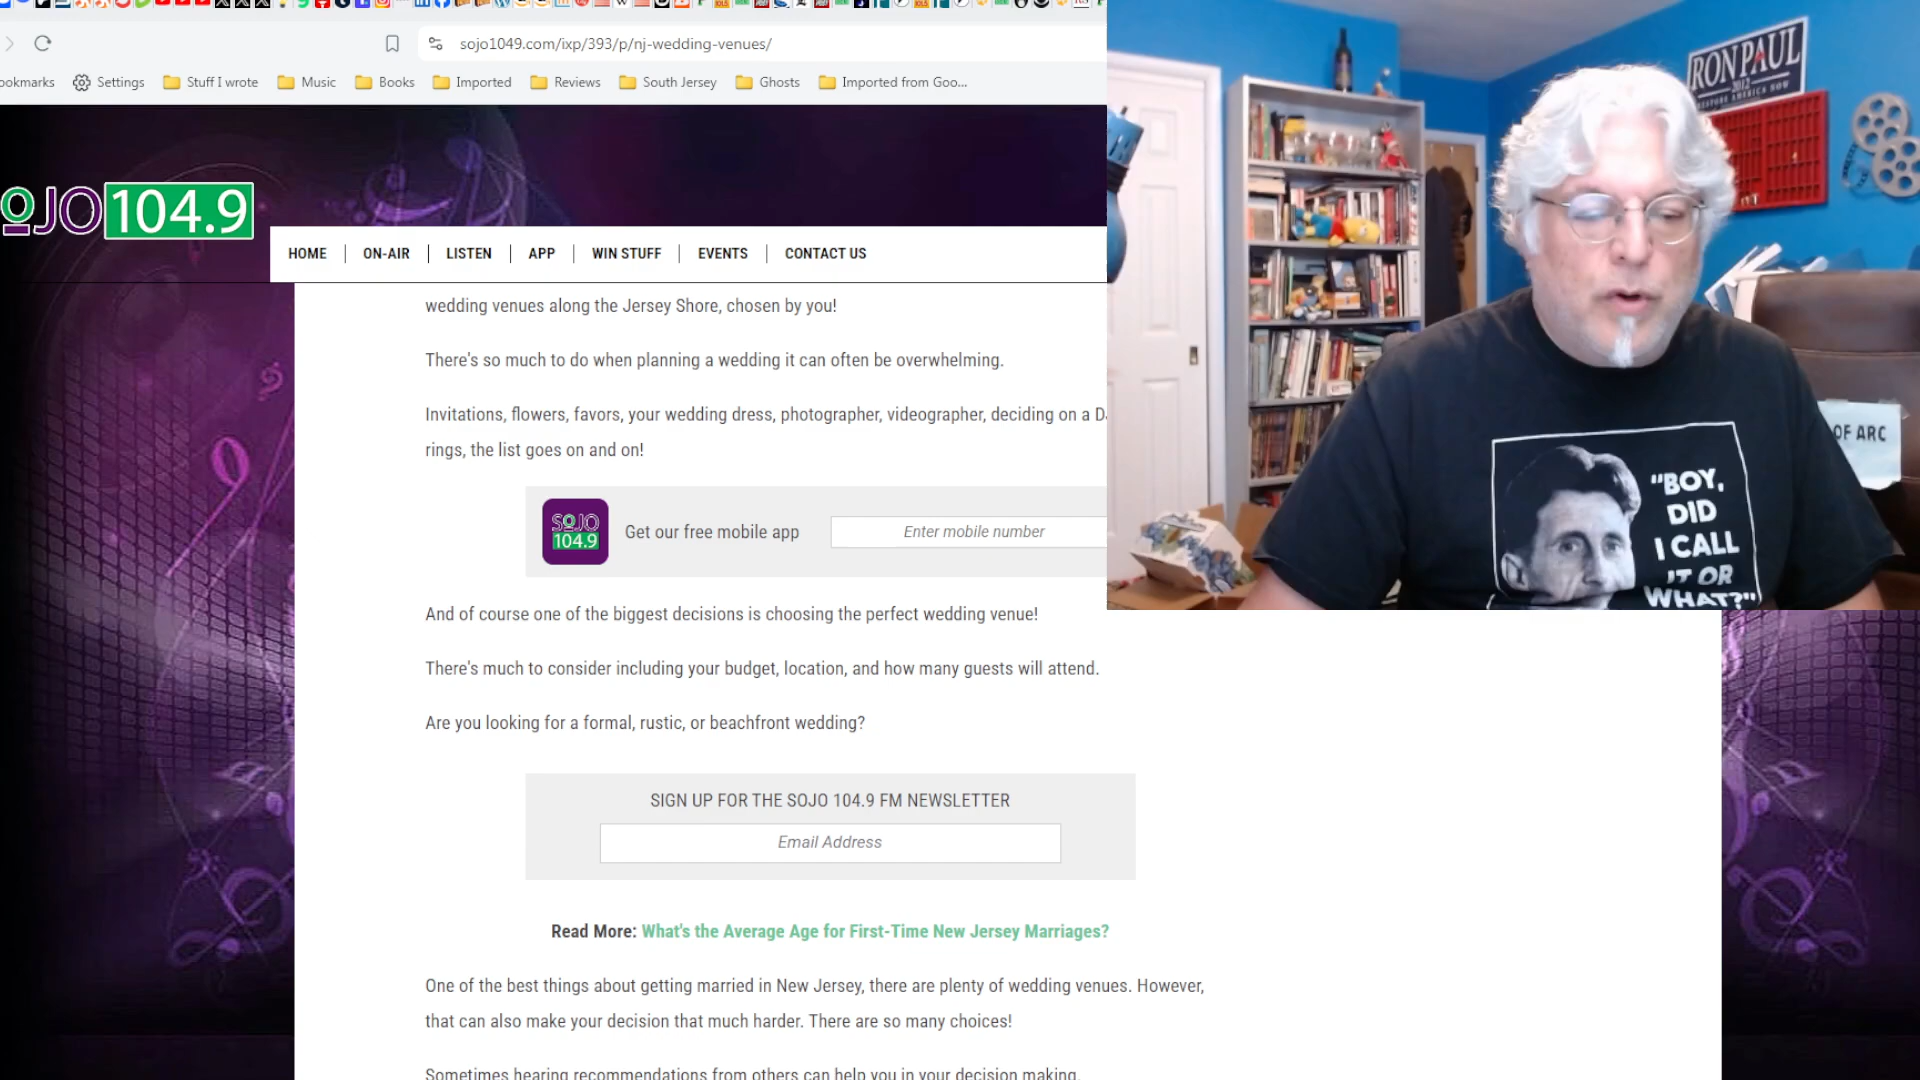 sojo1049.com/ixp/393/p/nj-wedding-venues/
ookmarks Settings Stuff I wrote Music Books Imported Reviews South Jersey Ghosts Imported from Goo...
SOJO 104.9
HOME ON-AIR LISTEN APP WIN STUFF EVENTS CONTACT US
wedding venues along the Jersey Shore, chosen by you!
There's so much to do when planning a wedding it can often be overwhelming.
Invitations, flowers, favors, your wedding dress, photographer, videographer, deciding on a D
rings, the list goes on and on!
SOJO
104.9
Get our free mobile app
Enter mobile number
And of course one of the biggest decisions is choosing the perfect wedding venue!
There's much to consider including your budget, location, and how many guests will attend.
Are you looking for a formal, rustic, or beachfront wedding?
SIGN UP FOR THE SOJO 104.9 FM NEWSLETTER
Email Address
Read More: What's the Average Age for First-Time New Jersey Marriages?
One of the best things about getting married in New Jersey, there are plenty of wedding venues. However,
that can also make your decision that much harder. There are so many choices!
Sometimes hearing recommendations from others can help you in your decision making.
RON PAUL
2012
RESTORE AMERICA NOW
OF ARC
"BOY,
DID
I CALL
IT OR
WHAT?"